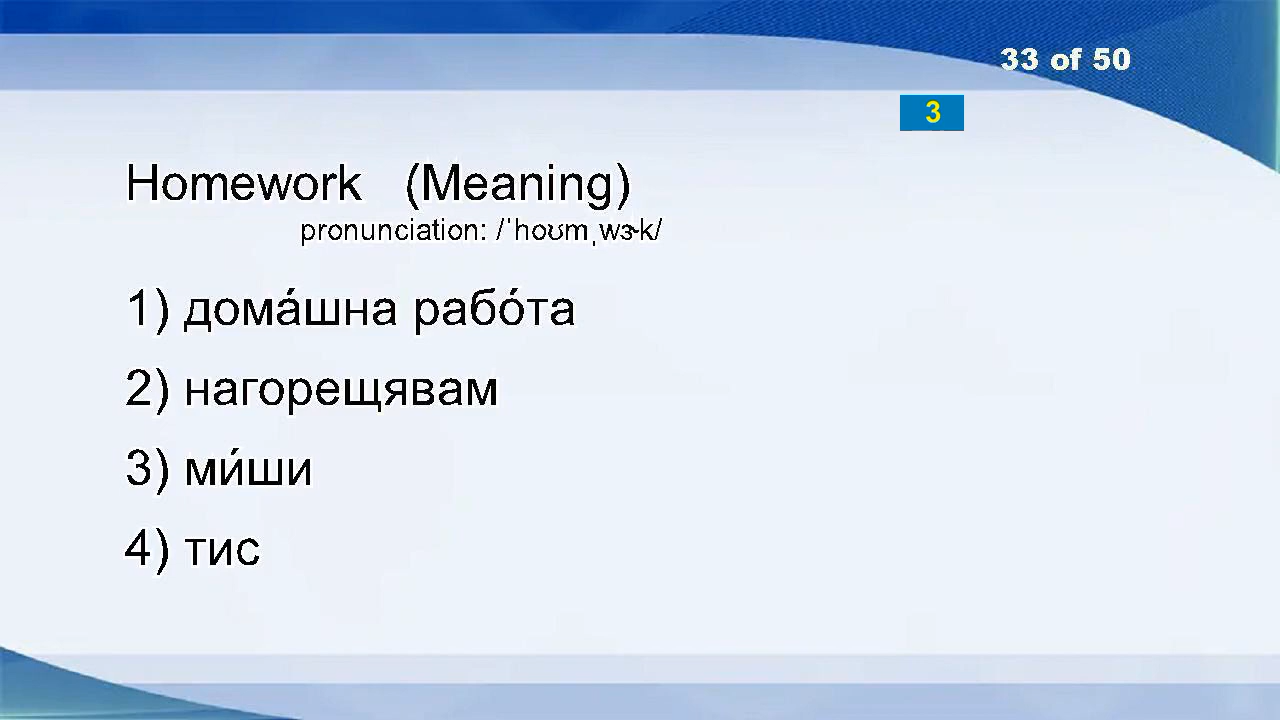 33 of 50
3
Homework (Meaning)
pronunciation: /ˈhoʊmˌwɝk/
1) дома́шна рабо́та
2) нагорещявам
3) ми́ши
4) тис